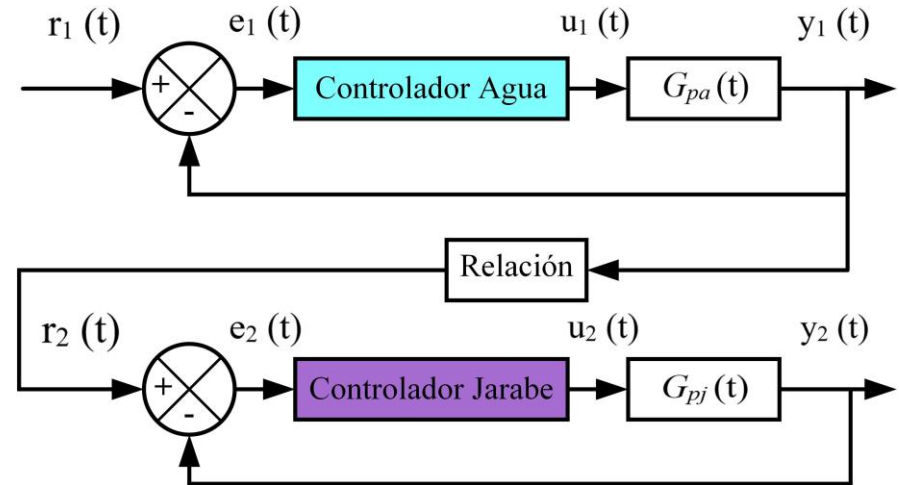 r₁ (t) e₁ (t) u₁ (t) y₁ (t)
+ Controlador Agua Gₚₐ (t)
-
Relación
r₂ (t) e₂ (t) u₂ (t) y₂ (t)
+ Controlador Jarabe Gₚⱼ (t)
-